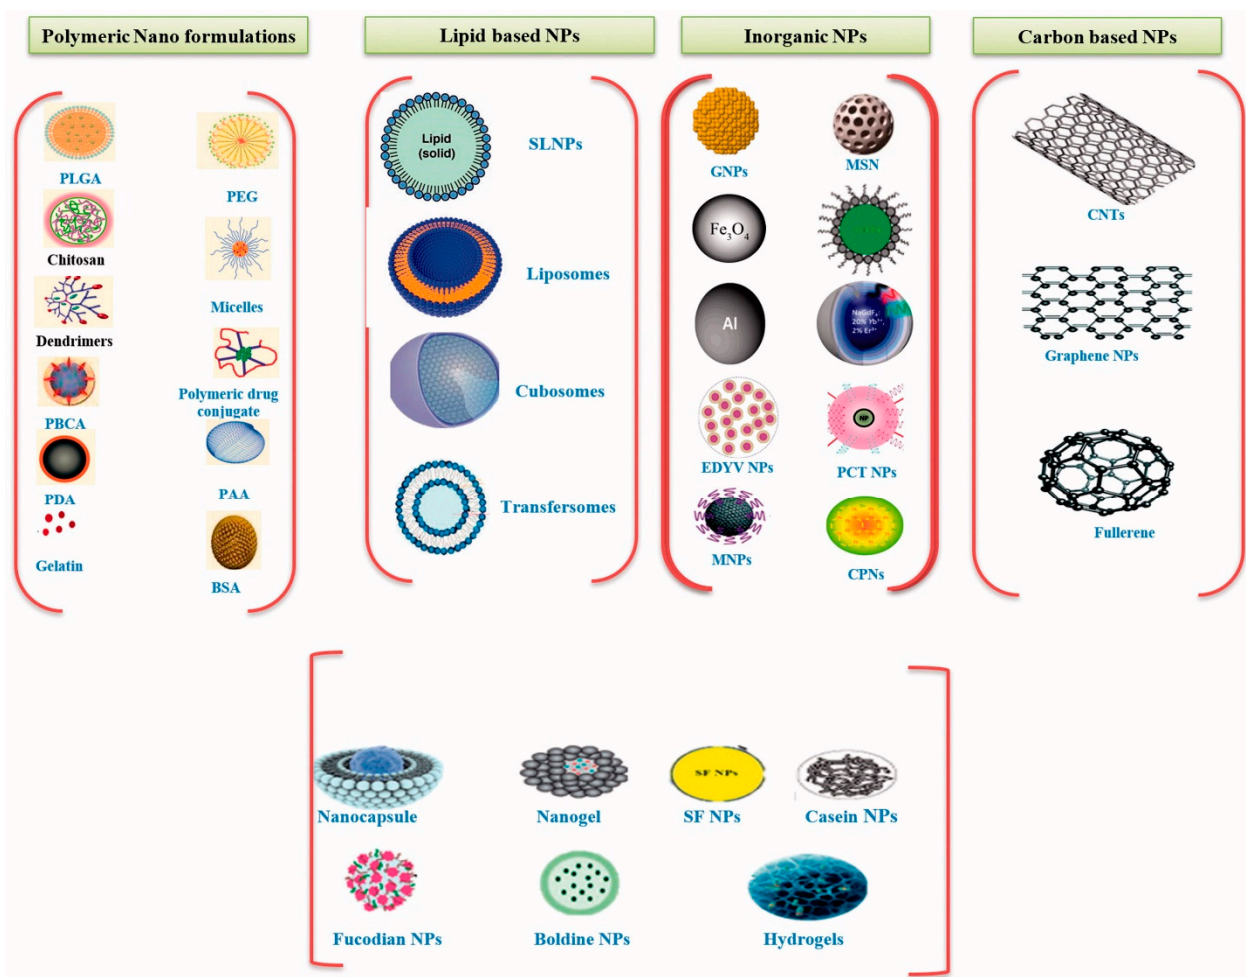 Polymeric Nano formulations
Lipid based NPs
Inorganic NPs
Carbon based NPs
PLGA
PEG
Chitosan
Micelles
Dendrimers
Polymeric drug
conjugate
PBCA
PAA
PDA
Gelatin
BSA
Lipid
(solid)
SLNPs
Liposomes
Cubosomes
Transfersomes
GNPs
MSN
Fe₃O₄
Al
NaGdF₄:
20% Yb³⁺,
2% Er³⁺
EDYV NPs
NP
PCT NPs
MNPs
CPNs
CNTs
Graphene NPs
Fullerene
Nanocapsule
Nanogel
SF NPs
SF NPs
Casein NPs
Fucodian NPs
Boldine NPs
Hydrogels